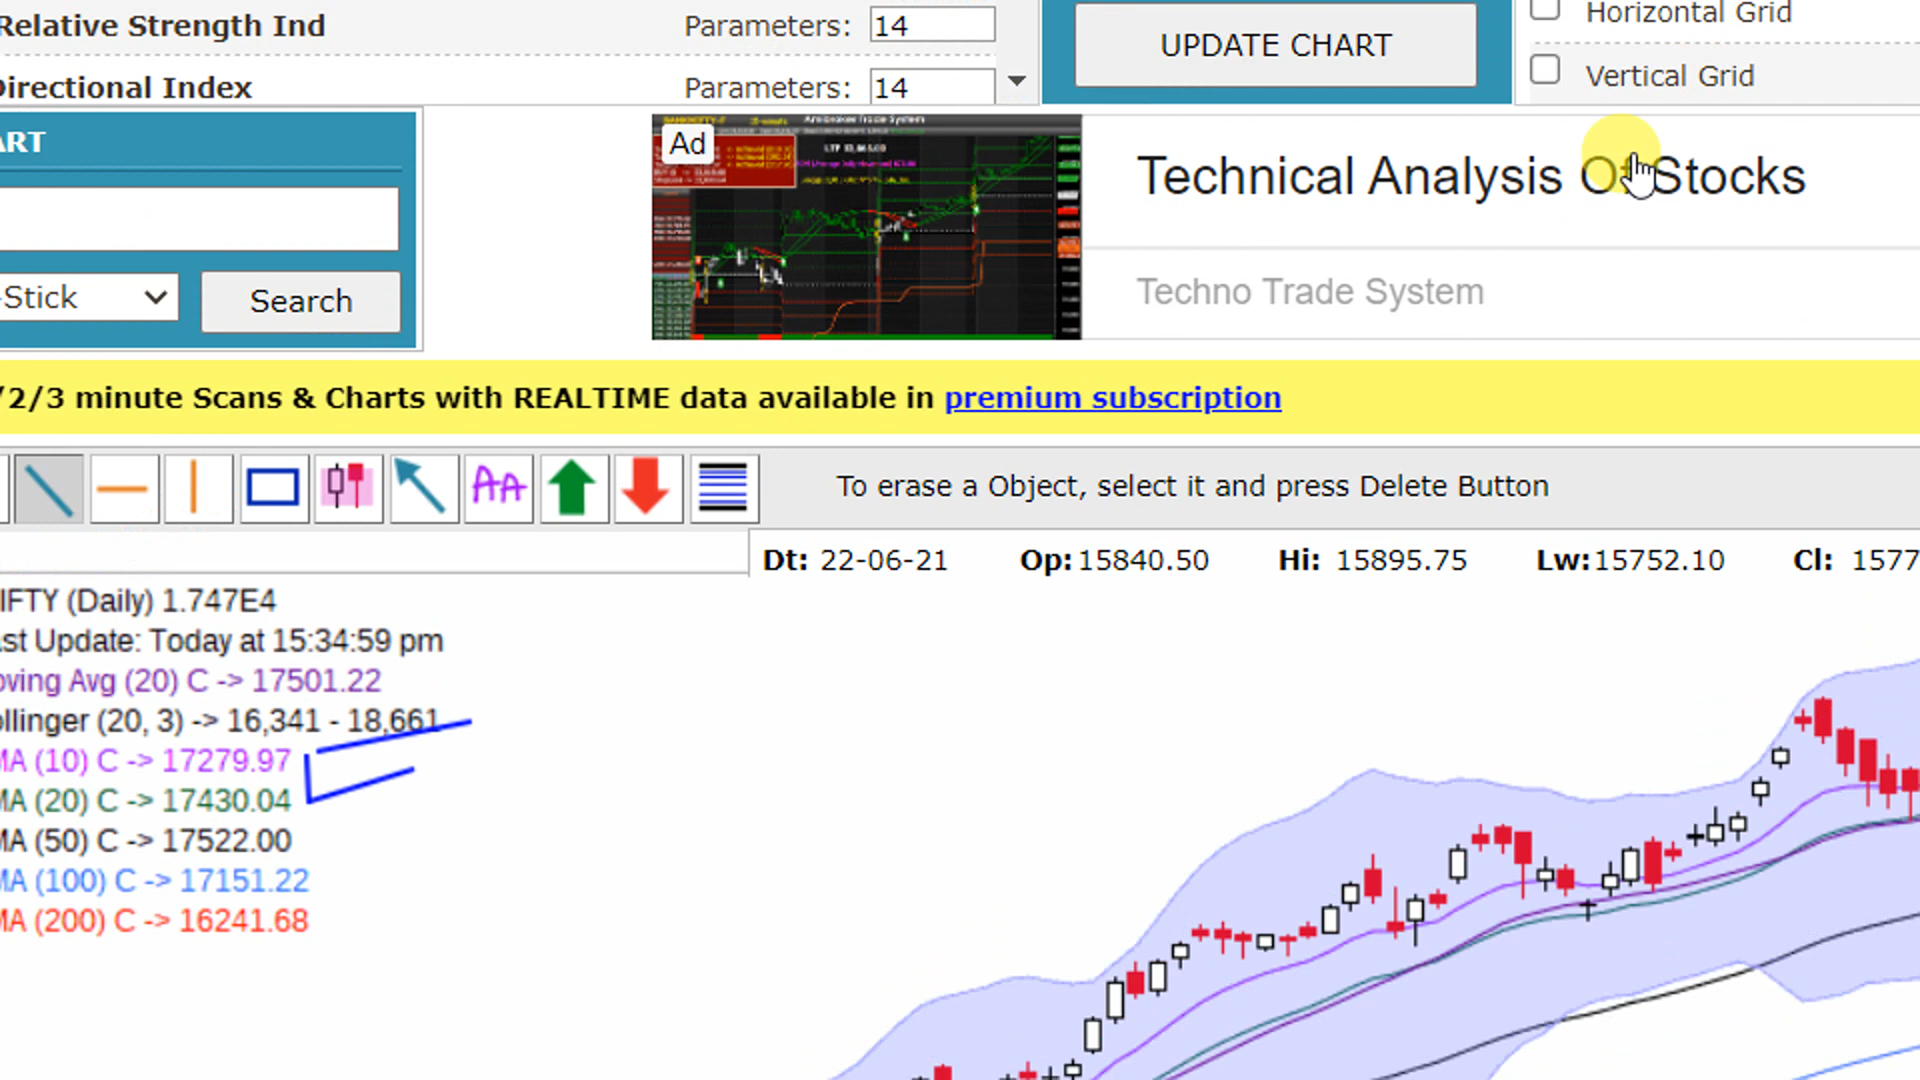 Relative Strength Ind Parameters: 14
Directional Index Parameters: 14
UPDATE CHART
Horizontal Grid
Vertical Grid
ART
-Stick
Search
Ad
Technical Analysis Of Stocks
Techno Trade System
/2/3 minute Scans & Charts with REALTIME data available in premium subscription
AA
To erase a Object, select it and press Delete Button
Dt: 22-06-21 Op: 15840.50 Hi: 15895.75 Lw: 15752.10 Cl: 1577
IFTY (Daily) 1.747E4
ast Update: Today at 15:34:59 pm
oving Avg (20) C -> 17501.22
ollinger (20, 3) -> 16,341 - 18,661
MA (10) C -> 17279.97
MA (20) C -> 17430.04
MA (50) C -> 17522.00
MA (100) C -> 17151.22
MA (200) C -> 16241.68